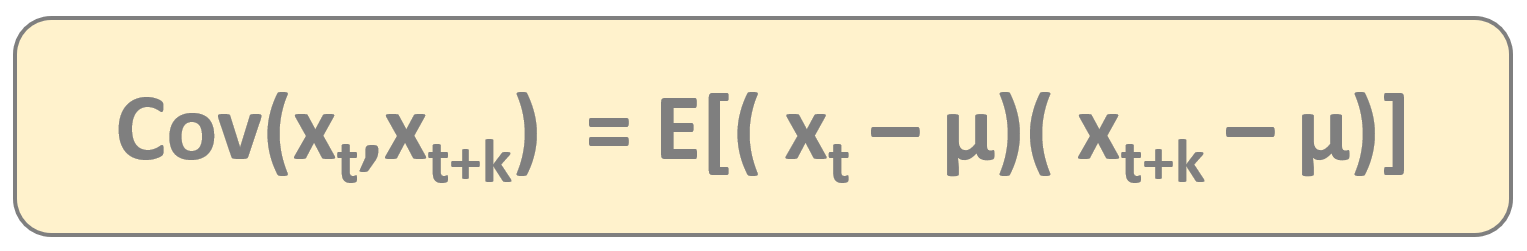 Cov(xₜ,xₜ₊ₖ) = E[( xₜ – μ)( xₜ₊ₖ – μ)]